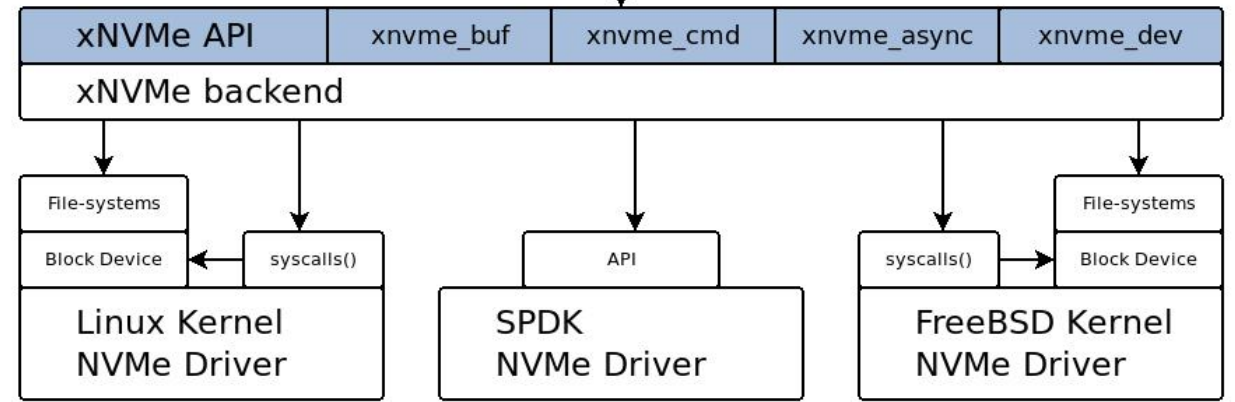 xNVMe API xnvme_buf xnvme_cmd xnvme_async xnvme_dev
xNVMe backend
File-systems File-systems
Block Device syscalls() API syscalls() Block Device
Linux Kernel SPDK FreeBSD Kernel
NVMe Driver NVMe Driver NVMe Driver